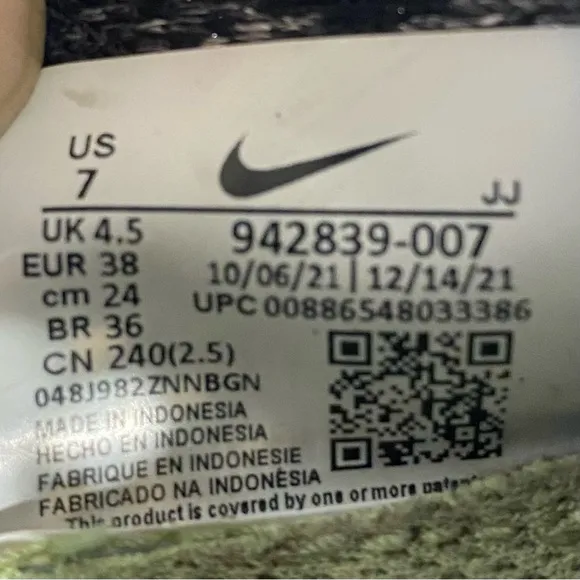 US
7
JJ
UK 4.5
942839-007
EUR 38
10/06/21 | 12/14/21
cm 24
UPC 00886548033386
BR 36
CN 240(2.5)
048J982ZNNBGN
MADE IN INDONESIA
HECHO EN INDONESIA
FABRIQUE EN INDONESIE
FABRICADO NA INDONÉSIA
This product is covered by one or more